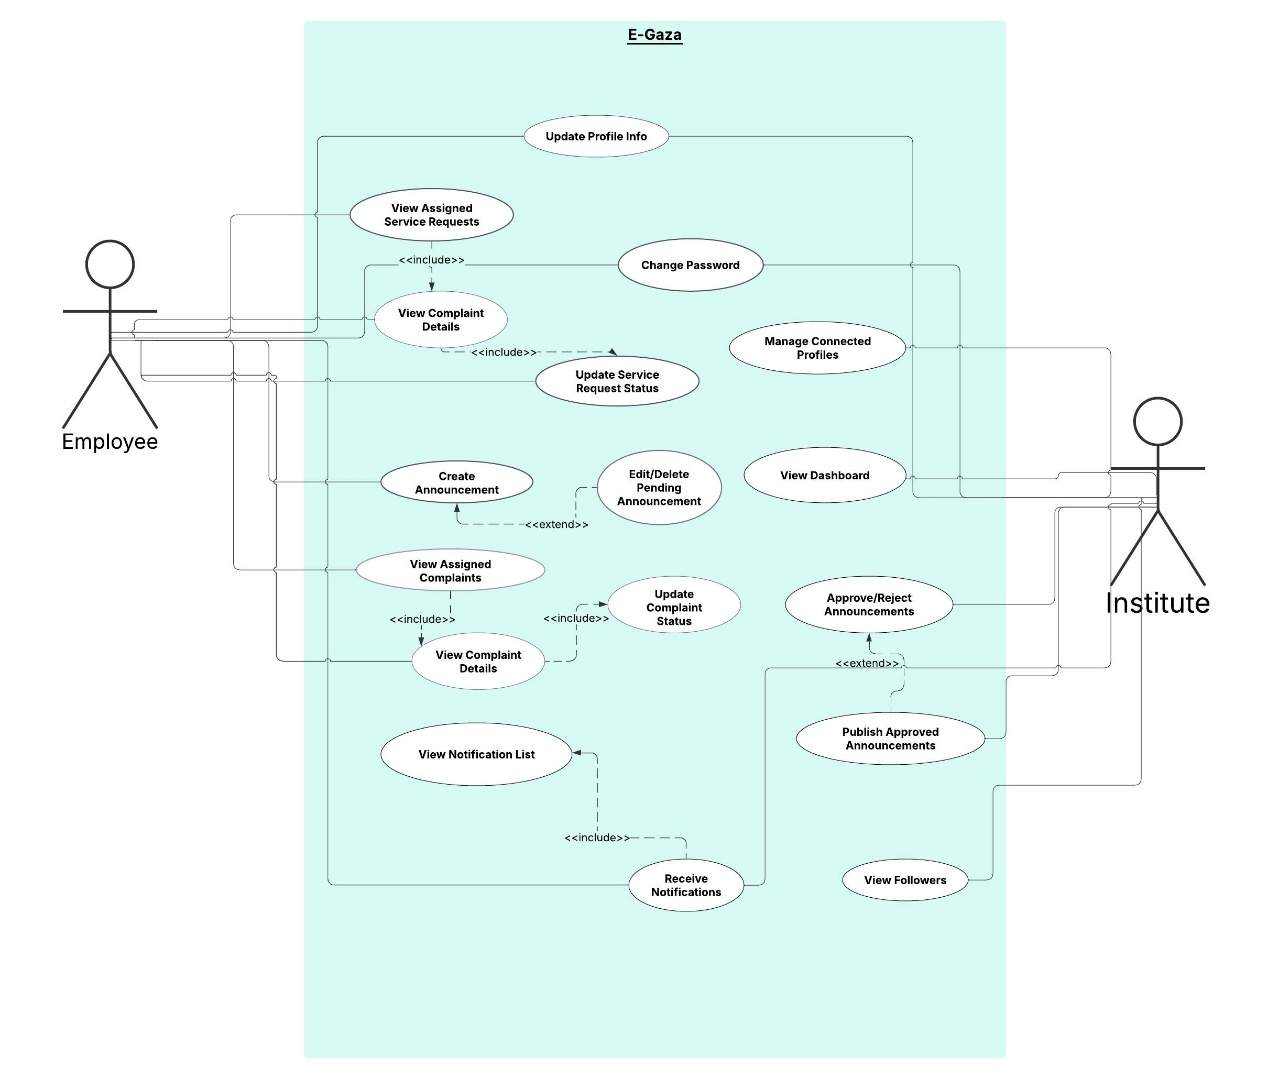 E-Gaza
Update Profile Info
View Assigned
Service Requests
<<include>>
Change Password
View Complaint
Details
<<include>>
Manage Connected
Profiles
Update Service
Request Status
Employee
Create
Announcement
Edit/Delete
Pending
Announcement
View Dashboard
<<extend>>
View Assigned
Complaints
<<include>>
Update
Complaint
Status
<<include>>
Approve/Reject
Announcements
Institute
View Complaint
Details
<<extend>>
Publish Approved
Announcements
View Notification List
<<include>>
Receive
Notifications
View Followers